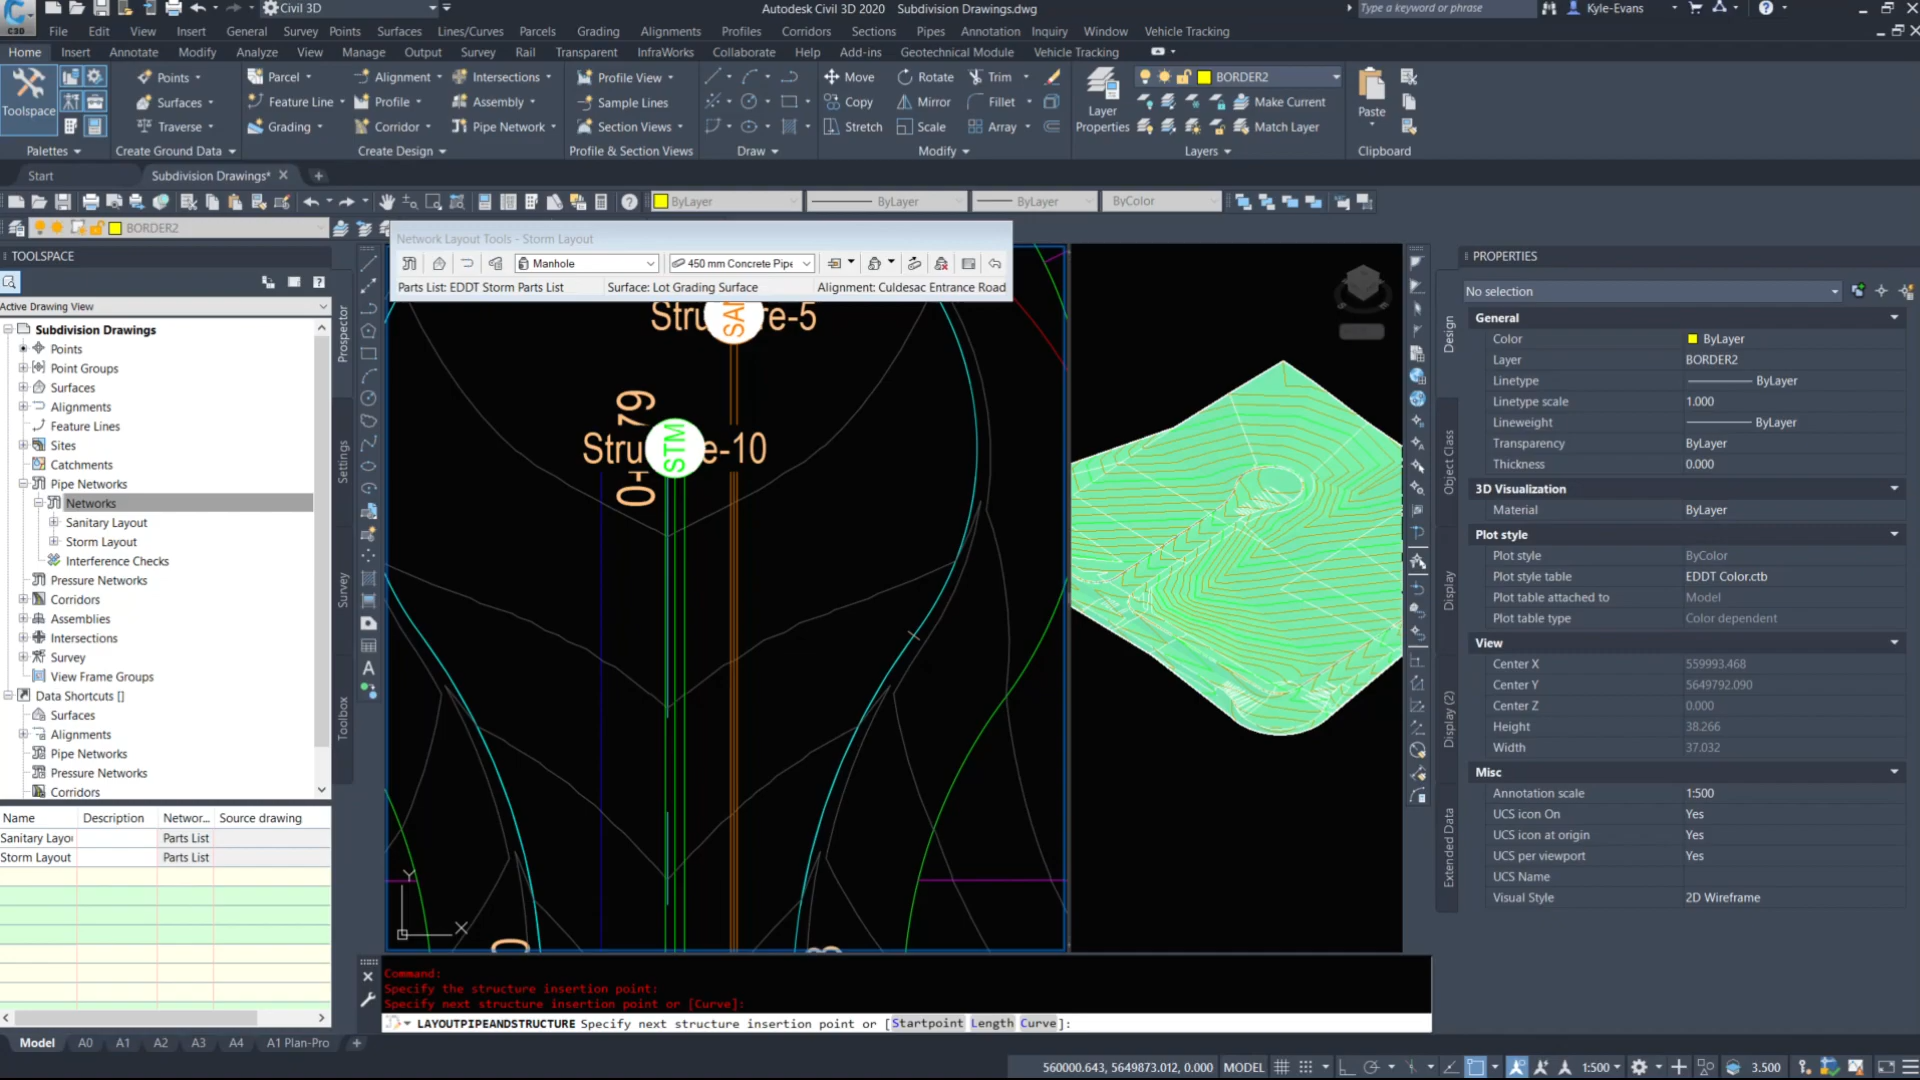 Civil 3D
Autodesk Civil 3D 2020 Subdivision Drawings.dwg
Type a keyword or phrase
Kyle-Evans
C3D
File Edit View Insert General Survey Points Surfaces Lines/Curves Parcels Grading Alignments Profiles Corridors Sections Pipes Annotation Inquiry Window Vehicle Tracking
Home Insert Annotate Modify Analyze View Manage Output Survey Rail Transparent InfraWorks Collaborate Help Add-ins Geotechnical Module Vehicle Tracking
Toolspace
Points
Surfaces
Traverse
Parcel
Feature Line
Grading
Alignment
Profile
Corridor
Intersections
Assembly
Pipe Network
Profile View
Sample Lines
Section Views
Move
Copy
Stretch
Rotate
Mirror
Scale
Trim
Fillet
Array
Layer
Properties
BORDER2
Make Current
Match Layer
Paste
Palettes
Create Ground Data
Create Design
Profile & Section Views
Draw
Modify
Layers
Clipboard
Start
Subdivision Drawings*
ByLayer
ByLayer
ByLayer
ByColor
BORDER2
Network Layout Tools - Storm Layout
Manhole
450 mm Concrete Pipe
Parts List: EDDT Storm Parts List
Surface: Lot Grading Surface
Alignment: Culdesac Entrance Road
TOOLSPACE
Active Drawing View
Subdivision Drawings
Points
Point Groups
Surfaces
Alignments
Feature Lines
Sites
Catchments
Pipe Networks
Networks
Sanitary Layout
Storm Layout
Interference Checks
Pressure Networks
Corridors
Assemblies
Intersections
Survey
View Frame Groups
Data Shortcuts []
Surfaces
Alignments
Pipe Networks
Pressure Networks
Corridors
Prospector
Settings
Survey
Toolbox
Name Description Networ... Source drawing
Sanitary Layou Parts List
Storm Layout Parts List
STM
Y
X
Command:
Specify the structure insertion point:
Specify next structure insertion point or [Curve]:
LAYOUTPIPEANDSTRUCTURE Specify next structure insertion point or [Startpoint Length Curve]:
PROPERTIES
No selection
Design
Object Class
Display
Display (2)
Extended Data
General
Color ByLayer
Layer BORDER2
Linetype ByLayer
Linetype scale 1.000
Lineweight ByLayer
Transparency ByLayer
Thickness 0.000
3D Visualization
Material ByLayer
Plot style
Plot style ByColor
Plot style table EDDT Color.ctb
Plot table attached to Model
Plot table type Color dependent
View
Center X 559993.468
Center Y 5649792.090
Center Z 0.000
Height 38.266
Width 37.032
Misc
Annotation scale 1:500
UCS icon On Yes
UCS icon at origin Yes
UCS per viewport Yes
UCS Name
Visual Style 2D Wireframe
Model A0 A1 A2 A3 A4 A1 Plan-Pro
560000.643, 5649873.012, 0.000 MODEL
1:500
3.500